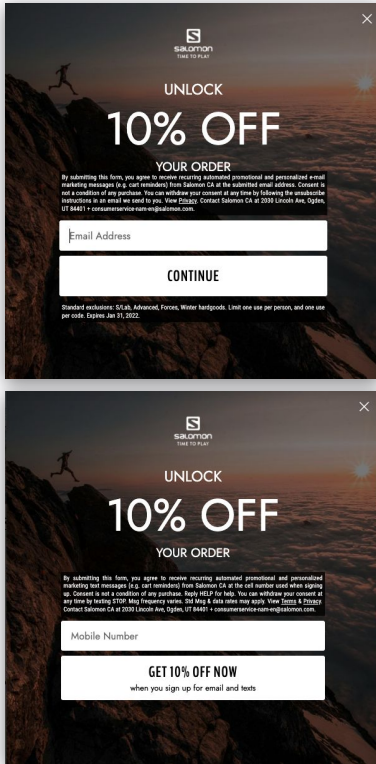 salomon
TIME TO PLAY
UNLOCK
10% OFF
YOUR ORDER
By submitting this form, you agree to receive recurring automated promotional and personalized e-mail
marketing messages (e.g. cart reminders) from Salomon CA at the submitted email address. Consent is
not a condition of any purchase. You can withdraw your consent at any time by following the unsubscribe
instructions in an email we send to you. View Privacy. Contact Salomon CA at 2030 Lincoln Ave, Ogden,
UT 84401 + consumerservice-nam-en@salomon.com.
Email Address
CONTINUE
Standard exclusions: S/Lab, Advanced, Forces, Winter hardgoods. Limit one use per person, and one use
per code. Expires Jan 31, 2022.
salomon
TIME TO PLAY
UNLOCK
10% OFF
YOUR ORDER
By submitting this form, you agree to receive recurring automated promotional and personalized
marketing text messages (e.g. cart reminders) from Salomon CA at the cell number used when signing
up. Consent is not a condition of any purchase. Reply HELP for help. You can withdraw your consent at
any time by texting STOP. Msg frequency varies. Std Msg & data rates may apply. View Terms & Privacy.
Contact Salomon CA at 2030 Lincoln Ave, Ogden, UT 84401 + consumerservice-nam-en@salomon.com.
Mobile Number
GET 10% OFF NOW
when you sign up for email and texts